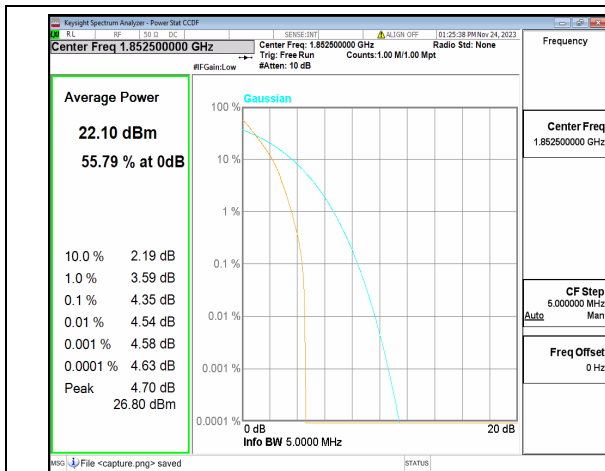 Keysight Spectrum Analyzer - Power Stat CCDF
RL RF 50 Ω DC SENSE:INT ALIGN OFF 01:25:38 PM Nov 24, 2023
Center Freq 1.852500000 GHz
Center Freq: 1.852500000 GHz Radio Std: None
Trig: Free Run Counts:1.00 M/1.00 Mpt
#IFGain:Low #Atten: 10 dB
Frequency
Average Power
22.10 dBm
55.79 % at 0dB
10.0 % 2.19 dB
1.0 % 3.59 dB
0.1 % 4.35 dB
0.01 % 4.54 dB
0.001 % 4.58 dB
0.0001 % 4.63 dB
Peak 4.70 dB
26.80 dBm
Gaussian
100 %
10 %
1 %
0.1 %
0.01 %
0.001 %
0.0001 %
0 dB 20 dB
Info BW 5.0000 MHz
Center Freq
1.852500000 GHz
CF Step
5.000000 MHz
Auto Man
Freq Offset
0 Hz
MSG File <capture.png> saved STATUS